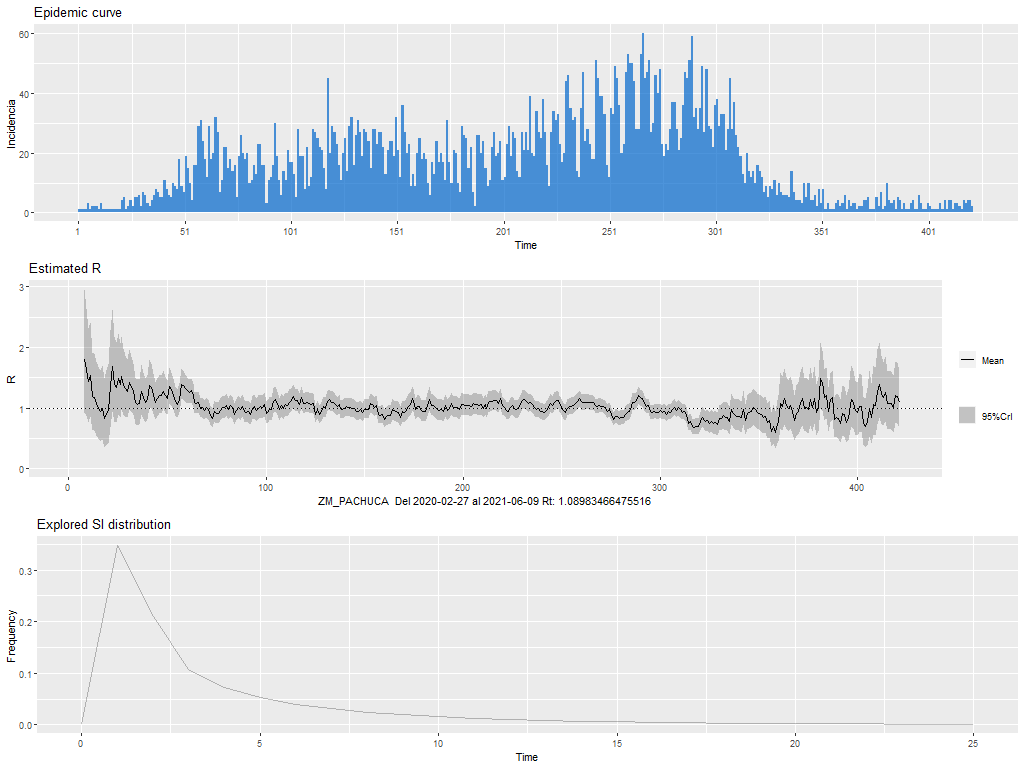 Epidemic curve
60
40
20
0
Incidencia
1 51 101 151 201 251 301 351 401
Time
Estimated R
3
2
1
0
R
0 100 200 300 400
ZM_PACHUCA Del 2020-02-27 al 2021-06-09 Rt: 1.08983466475516
Mean
95%CrI
Explored SI distribution
0.3
0.2
0.1
0.0
Frequency
0 5 10 15 20 25
Time